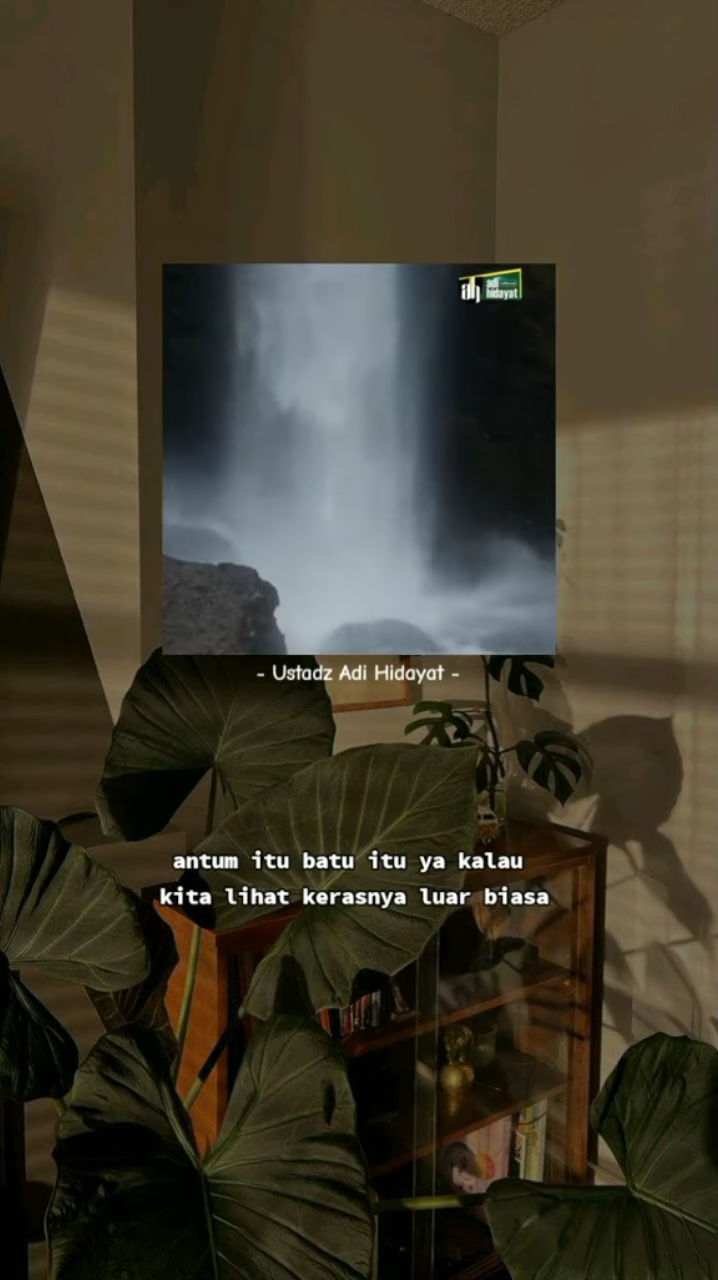 adi
hidayat
- Ustadz Adi Hidayat -
antum itu batu itu ya kalau
kita lihat kerasnya luar biasa